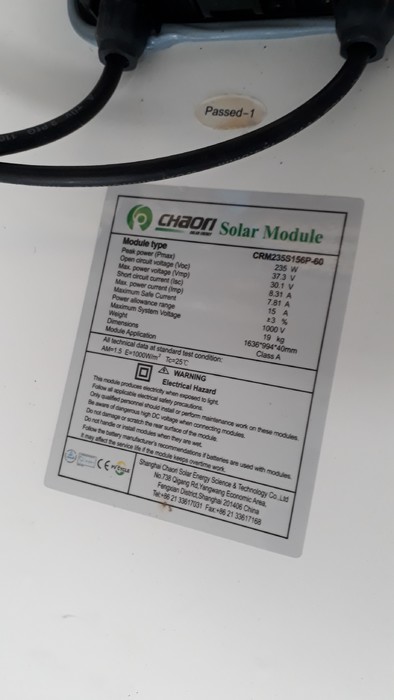 Passed-1
CHaori Solar Module
Module type CRM235S156P-60
Peak power (Pmax) 235 W
Open circuit voltage (Voc) 37.3 V
Max. power voltage (Vmp) 30.1 V
Short circuit current (Isc) 8.31 A
Max. power current (Imp) 7.81 A
Maximum Safe Current 15 A
Power allowance range ±3 %
Maximum System Voltage 1000 V
Weight 19 kg
Dimensions 1636*994*40mm
Module Application Class A
All technical data at standard test condition:
AM=1.5 E=1000W/m² Tc=25℃
WARNING
Electrical Hazard
This module produces electricity when exposed to light.
Follow all applicable electrical safety precautions.
Only qualified personnel should install or perform maintenance work on these modules.
Be aware of dangerous high DC voltage when connecting modules.
Do not damage or scratch the rear surface of the module.
Do not handle or install modules when they are wet.
Follow the battery manufacturer's recommendations if batteries are used with modules.
It may affect the service life if the module keeps overtime work.
CE PV CYCLE
Shanghai Chaori Solar Energy Science & Technology Co.,Ltd
No.738 Qigang Rd,Yangwang Economic Area,
Fengxian District,Shanghai 201406 China
Tel:+86 21 33617031 Fax:+86 21 33617168